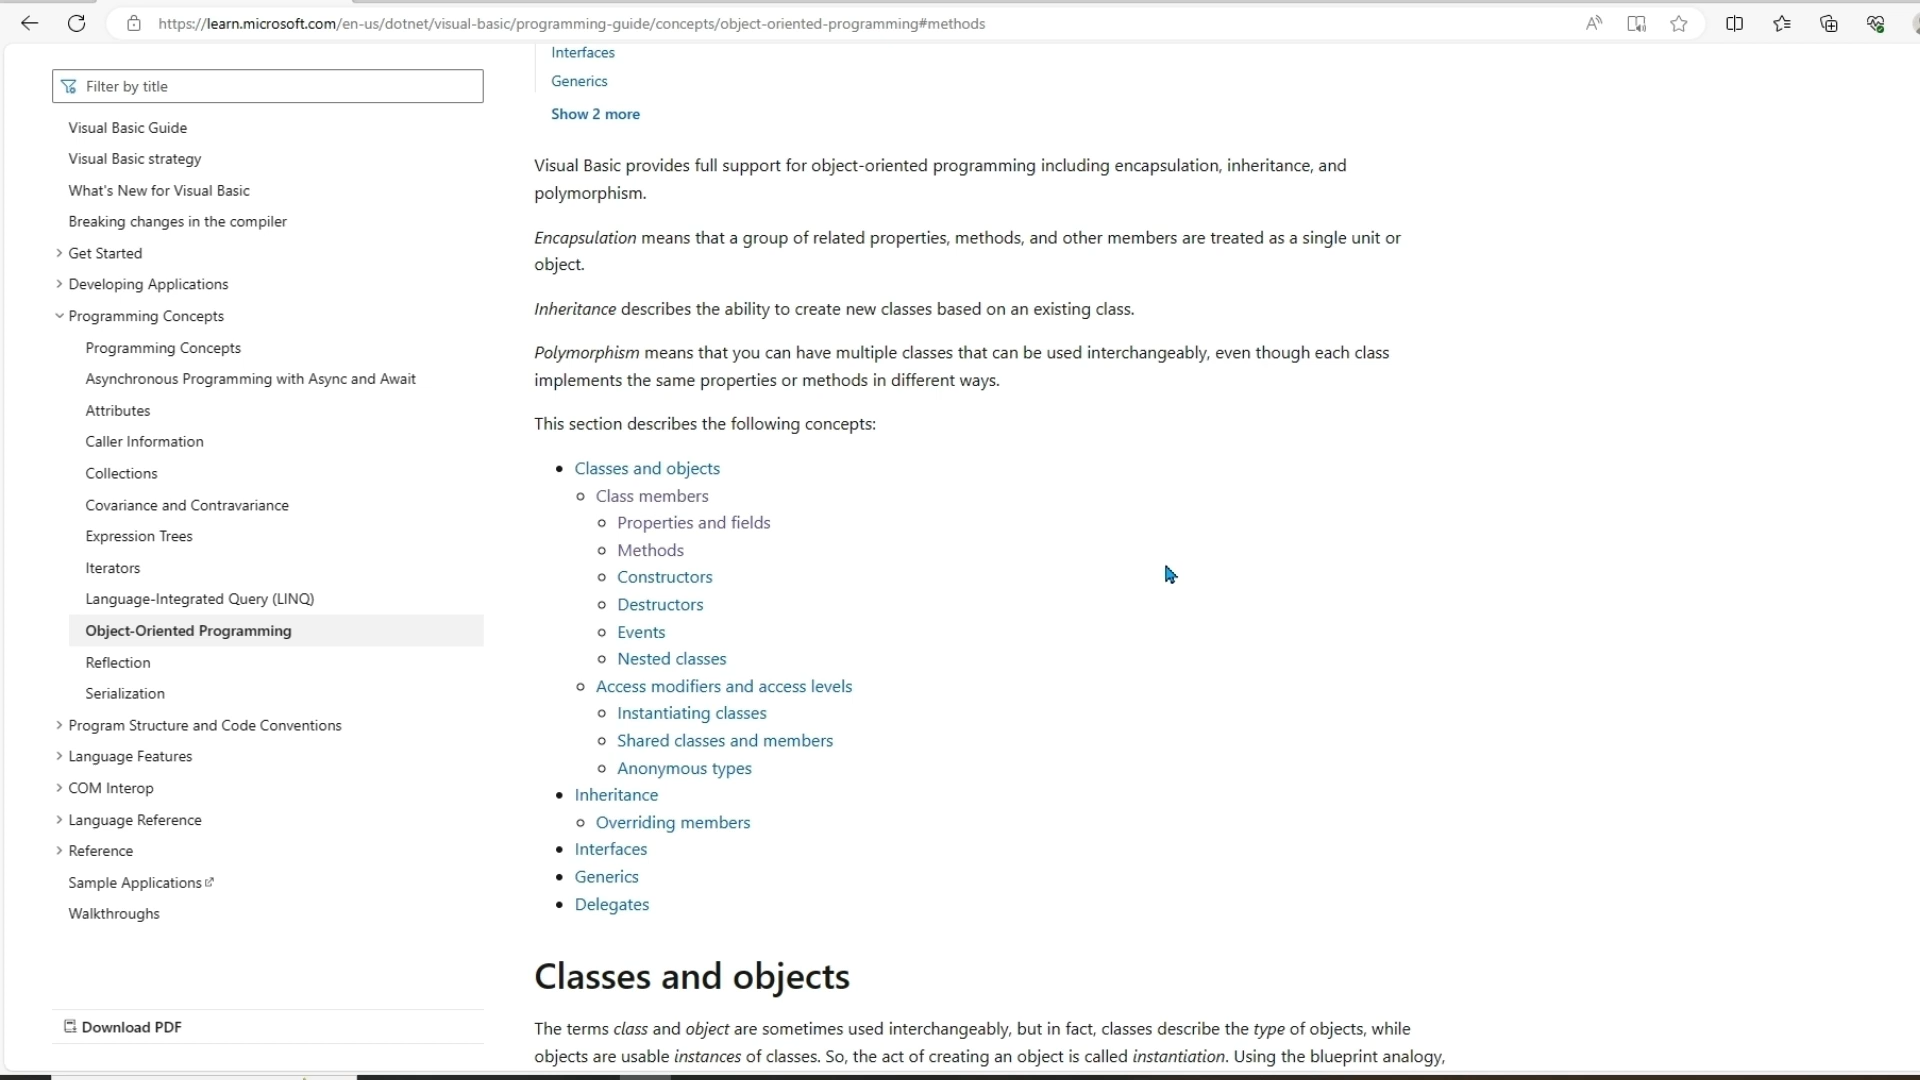 https://learn.microsoft.com/en-us/dotnet/visual-basic/programming-guide/concepts/object-oriented-programming#methods
Filter by title
Visual Basic Guide
Visual Basic strategy
What's New for Visual Basic
Breaking changes in the compiler
Get Started
Developing Applications
Programming Concepts
Programming Concepts
Asynchronous Programming with Async and Await
Attributes
Caller Information
Collections
Covariance and Contravariance
Expression Trees
Iterators
Language-Integrated Query (LINQ)
Object-Oriented Programming
Reflection
Serialization
Program Structure and Code Conventions
Language Features
COM Interop
Language Reference
Reference
Sample Applications
Walkthroughs
Download PDF
Interfaces
Generics
Show 2 more
Visual Basic provides full support for object-oriented programming including encapsulation, inheritance, and
polymorphism.
Encapsulation means that a group of related properties, methods, and other members are treated as a single unit or
object.
Inheritance describes the ability to create new classes based on an existing class.
Polymorphism means that you can have multiple classes that can be used interchangeably, even though each class
implements the same properties or methods in different ways.
This section describes the following concepts:
Classes and objects
Class members
Properties and fields
Methods
Constructors
Destructors
Events
Nested classes
Access modifiers and access levels
Instantiating classes
Shared classes and members
Anonymous types
Inheritance
Overriding members
Interfaces
Generics
Delegates
Classes and objects
The terms class and object are sometimes used interchangeably, but in fact, classes describe the type of objects, while
objects are usable instances of classes. So, the act of creating an object is called instantiation. Using the blueprint analogy,